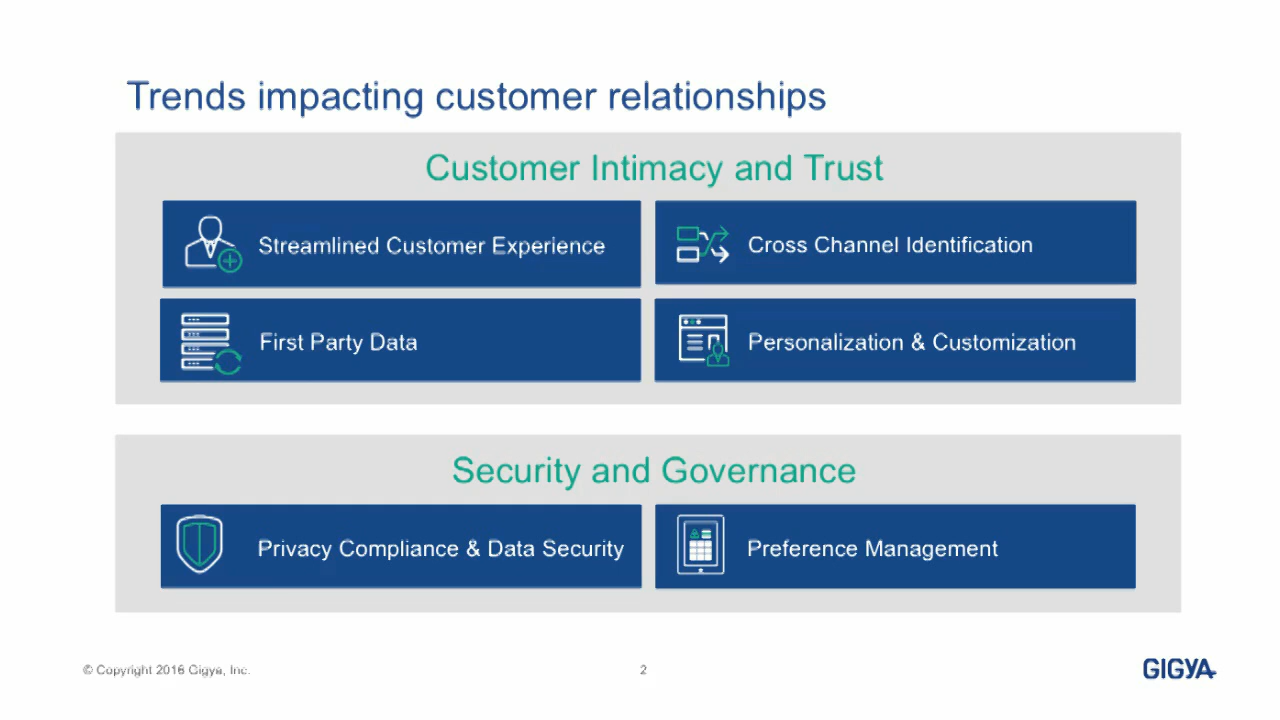 Trends impacting customer relationships
Customer Intimacy and Trust
Streamlined Customer Experience
Cross Channel Identification
First Party Data
Personalization & Customization
Security and Governance
Privacy Compliance & Data Security
Preference Management
© Copyright 2016 Gigya, Inc.
2
GIGYA